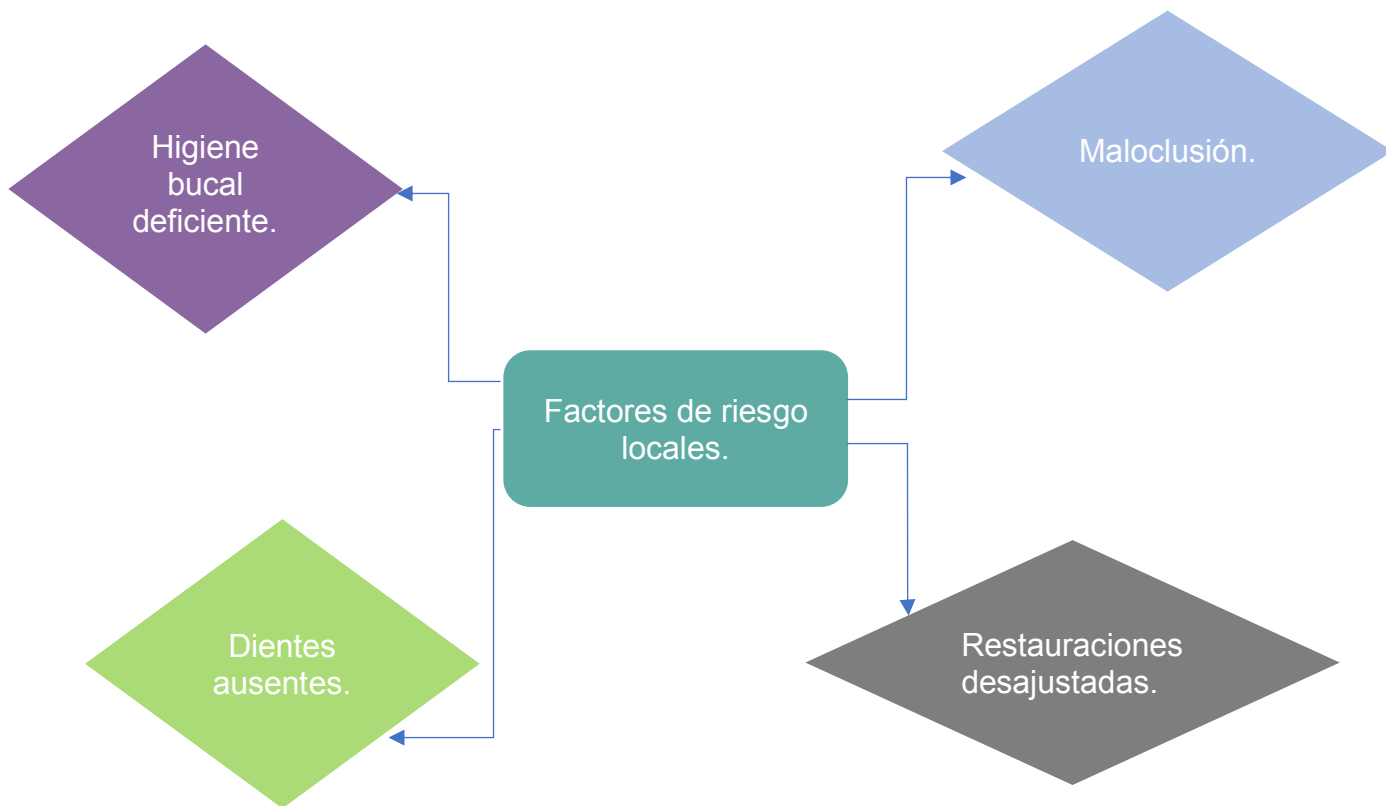 Higiene
bucal
deficiente.
Maloclusión.
Factores de riesgo
locales.
Dientes
ausentes.
Restauraciones
desajustadas.